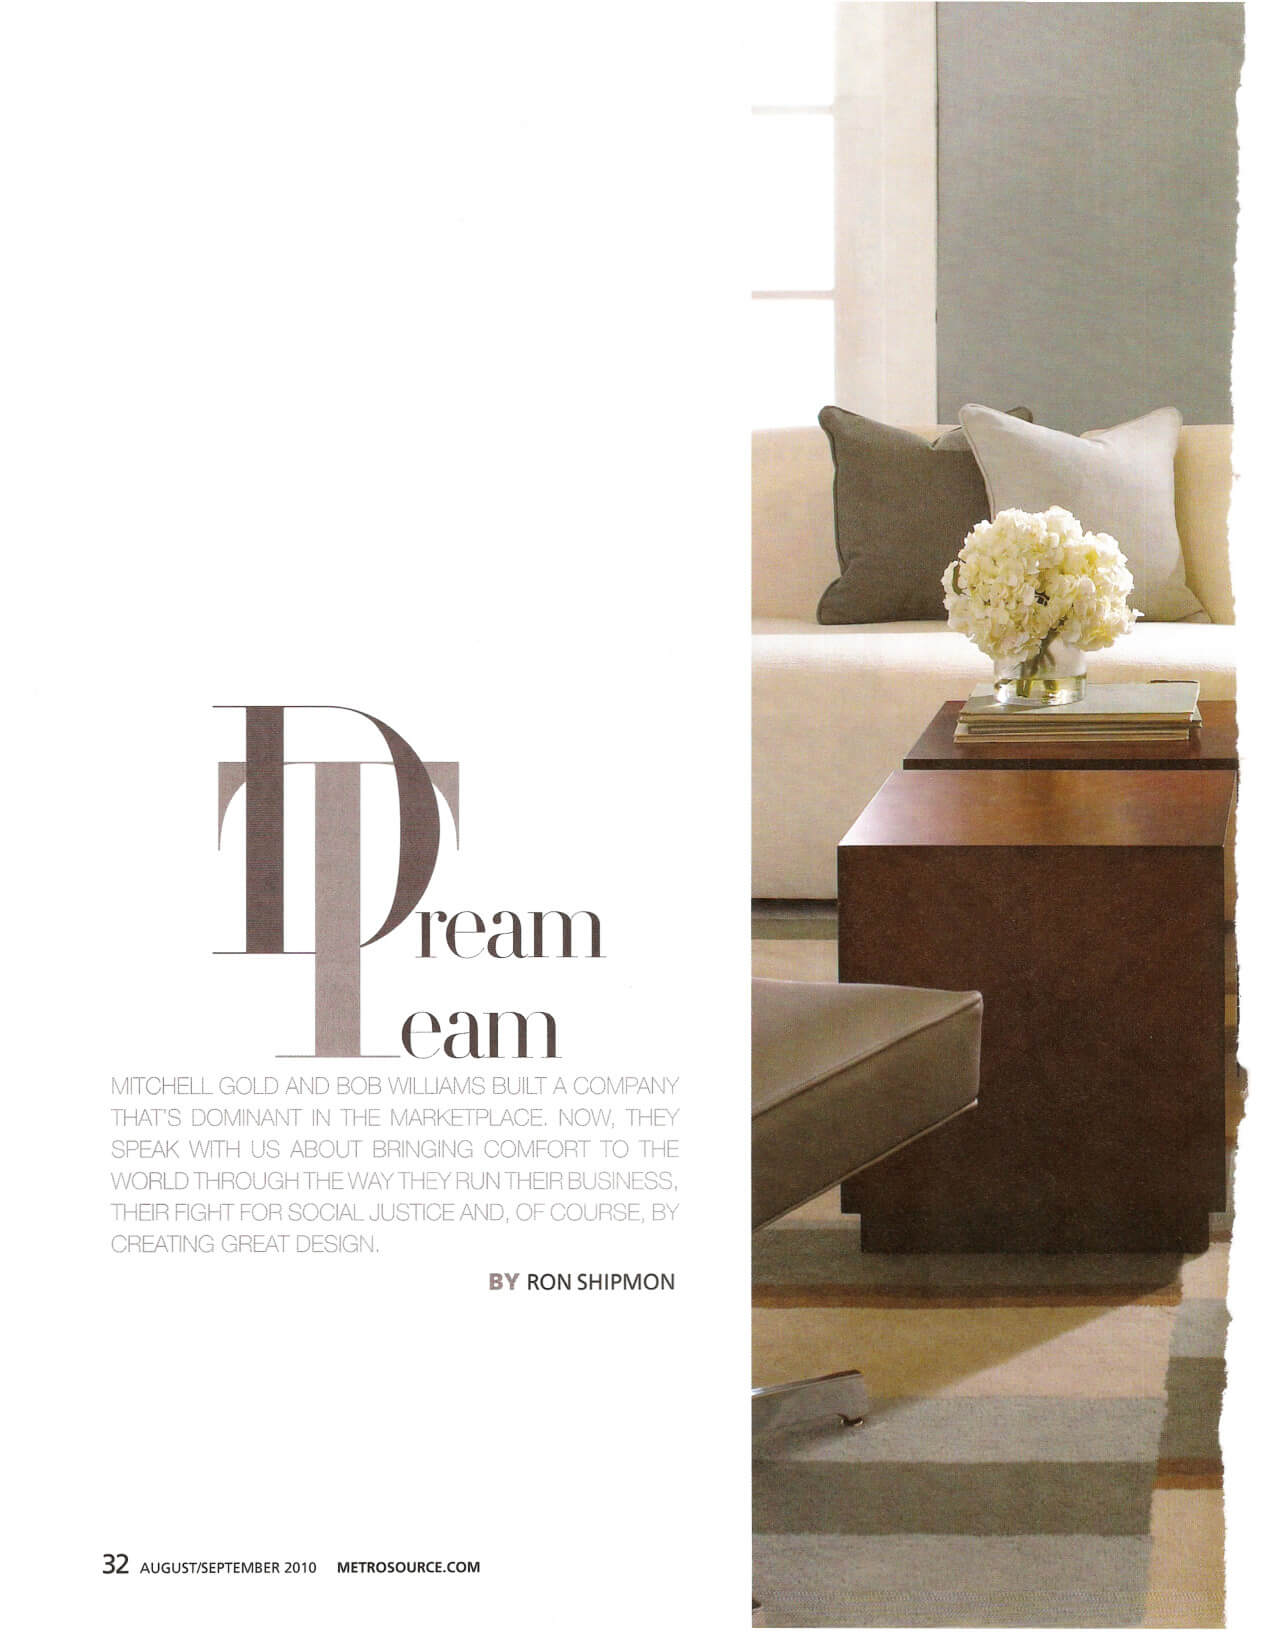 Dream
Team
MITCHELL GOLD AND BOB WILLIAMS BUILT A COMPANY
THAT'S DOMINANT IN THE MARKETPLACE. NOW, THEY
SPEAK WITH US ABOUT BRINGING COMFORT TO THE
WORLD THROUGH THE WAY THEY RUN THEIR BUSINESS,
THEIR FIGHT FOR SOCIAL JUSTICE AND, OF COURSE, BY
CREATING GREAT DESIGN.
BY RON SHIPMON
32 AUGUST/SEPTEMBER 2010 METROSOURCE.COM